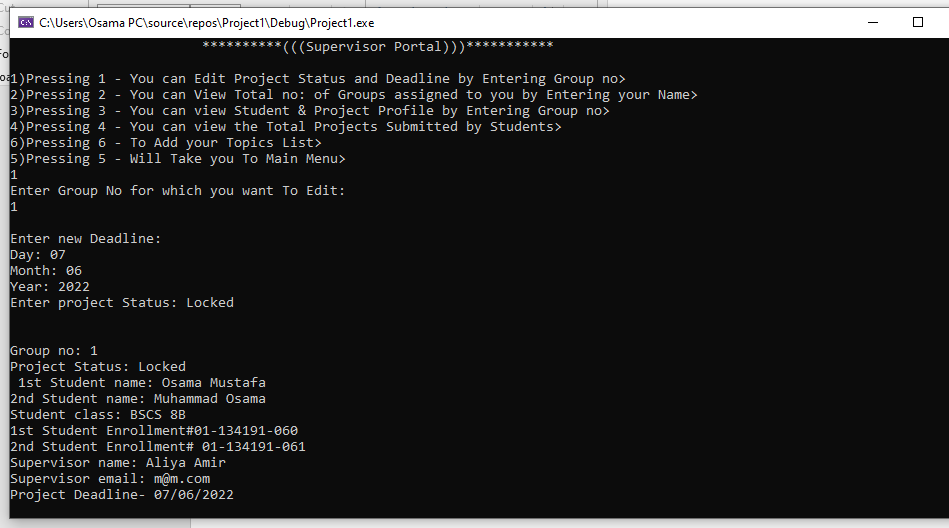 C:\Users\Osama PC\source\repos\Project1\Debug\Project1.exe
**********(((Supervisor Portal)))***********
1)Pressing 1 - You can Edit Project Status and Deadline by Entering Group no>
2)Pressing 2 - You can View Total no: of Groups assigned to you by Entering your Name>
3)Pressing 3 - You can view Student & Project Profile by Entering Group no>
4)Pressing 4 - You can view the Total Projects Submitted by Students>
6)Pressing 6 - To Add your Topics List>
5)Pressing 5 - Will Take you To Main Menu>
1
Enter Group No for which you want To Edit:
1
Enter new Deadline:
Day: 07
Month: 06
Year: 2022
Enter project Status: Locked
Group no: 1
Project Status: Locked
1st Student name: Osama Mustafa
2nd Student name: Muhammad Osama
Student class: BSCS 8B
1st Student Enrollment#01-134191-060
2nd Student Enrollment# 01-134191-061
Supervisor name: Aliya Amir
Supervisor email: m@m.com
Project Deadline- 07/06/2022